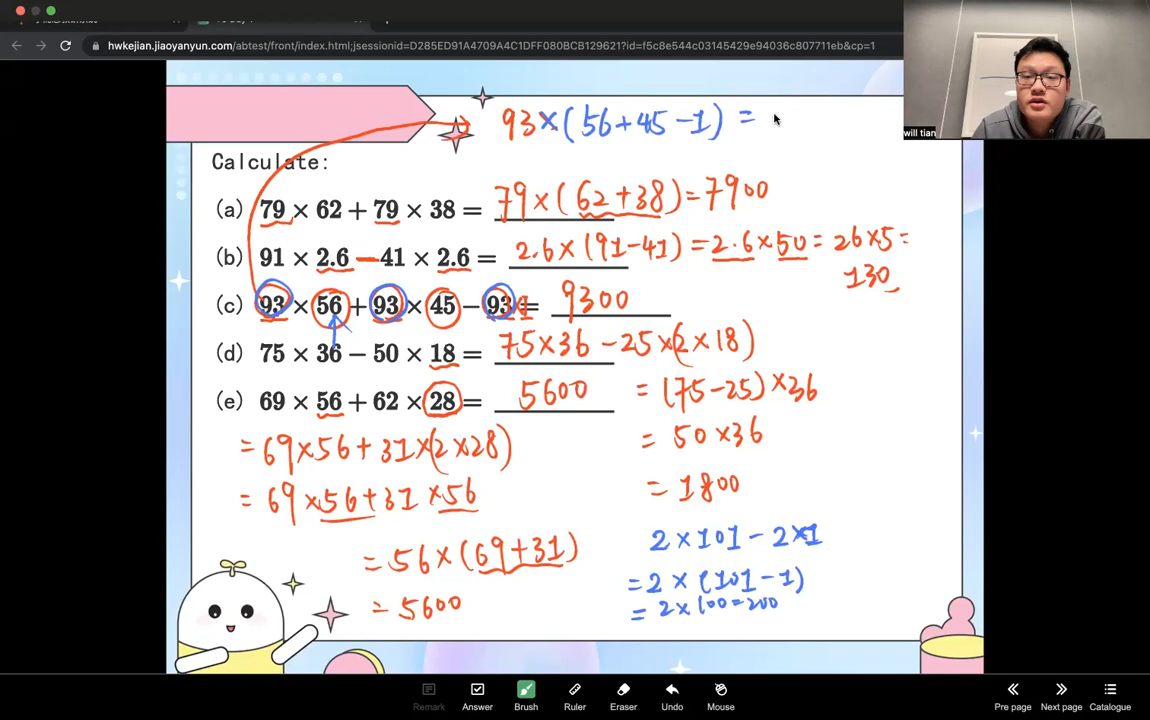 hwkejian.jiaoyanyun.com/abtest/front/index.html;jsessionid=D285ED91A4709A4C1DFF080BCB129621?id=f5c8e544c03145429e94036c807711eb&cp=1
will tian
93×(56+45-1) =
Calculate:
(a) 79 × 62 + 79 × 38 = 79×(62+38)=7900
(b) 91 × 2.6 − 41 × 2.6 = 2.6×(91-41) = 2.6×50 = 26×5 =
130
(c) 93 × 56 + 93 × 45 − 93×1 = 9300
(d) 75 × 36 − 50 × 18 = 75×36 -25×(2×18)
(e) 69 × 56 + 62 × 28 = 5600
= (75-25)×36
= 50×36
= 1800
=69×56+31×(2×28)
= 69×56+31×56
=56×(69+31)
= 5600
2×101-2×1
=2×(101-1)
= 2×100=200
Remark
Answer
Brush
Ruler
Eraser
Undo
Mouse
Pre page
Next page
Catalogue